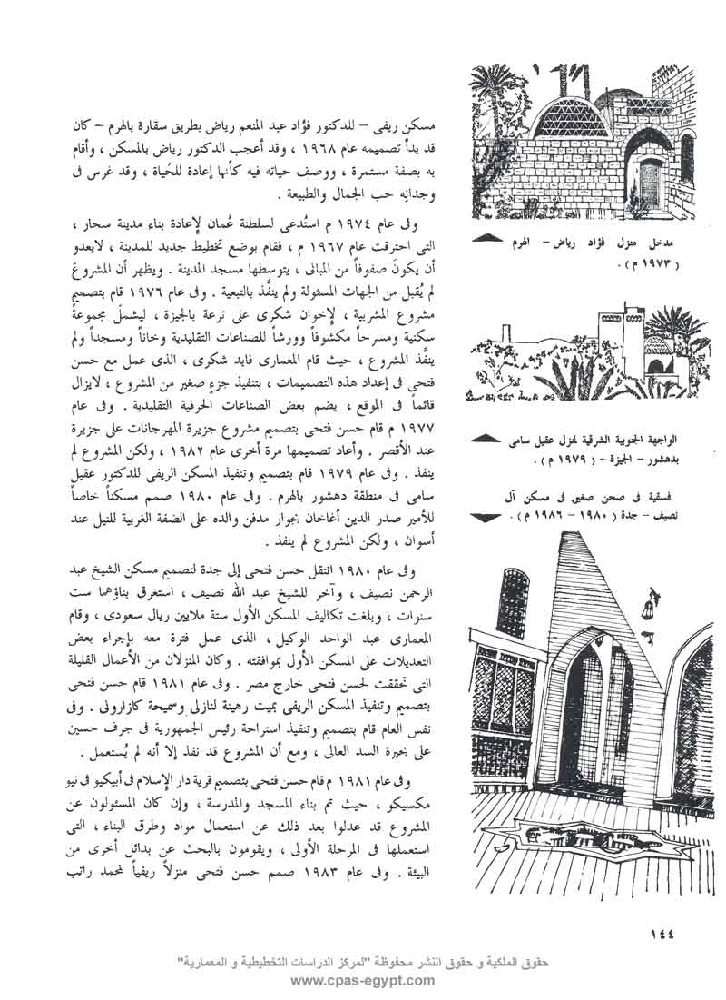 مسكن ريفى – للدكتور فؤاد عبد المنعم رياض بطريق سقارة بالهرم – كان
قد بدأ تصميمه عام ١٩٦٨ ، وقد أعجب الدكتور رياض بالمسكن ، وأقام
به بصفة مستمرة ، ووصف حياته فيه كأنها إعادة للحَياة ، وقد غرس فى
وجدانِه حب الجمال والطبيعة .
وفى عام ١٩٧٤ م استُدعى لسلطنة عُمان لإعادة بناء مدينة سحار ،
التى احترقت عام ١٩٦٧ م ، فقام بوضع تخطيط جديد للمدينة ، لايعدو
أن يكونَ صفوفاً من المبانى ، يتوسطها مسجد المدينة . ويظهر أن المشروعَ
لم يُقبل من الجهات المسئولة ولم ينفَّذ بالتبعية . وفى عام ١٩٧٦ قام بتصميم
مشروع المشربية ، لإخوان شكرى على ترعة بالجيزة ، ليشملَ مجموعةً
سكنية ومسرحاً مكشوفاً وورشاً للصناعات التقليدية وخاناً ومسجداً ولم
ينفَّذ المشروع ، حيث قام المعمارى فايد شكرى ، الذى عمل مع حسن
فتحى فى إعداد هذه التصميمات ، بتنفيذ جزءٍ صغير من المشروع ، لايزال
قائماً فى الموقع ، يضم بعض الصناعات الحرفية التقليدية . وفى عام
١٩٧٧ م قام حسن فتحى بتصميم مشروع جزيرة المهرجانات على جزيرة
عند الأقصر . وأعاد تصميمها مرة أخرى عام ١٩٨٢ ، ولكن المشروع لم
ينفذ . وفى عام ١٩٧٩ قام بتصميم وتنفيذ المسكن الريفى للدكتور عقيل
سامى فى منطقة دهشور بالهرم . وفى عام ١٩٨٠ صمم مسكناً خاصاً
للأمير صدر الدين أغاخان بجوار مدفن والده على الضفة الغربية للنيل عند
أسوان ، ولكن المشروع لم ينفذ .
وفى عام ١٩٨٠ انتقل حسن فتحى إلى جدة لتصميم مسكن الشيخ عبد
الرحمن نصيف ، وآخر للشيخ عبد الله نصيف ، استغرق بناؤهما ست
سنوات ، وبلغت تكاليف المسكن الأول ستة ملايين ريال سعودى ، وقام
المعمارى عبد الواحد الوكيل ، الذى عمل فترة معه بإجراء بعض
التعديلات على المسكن الأول بموافقته . وكان المنزلان من الأعمال القليلة
التى تحققت لحسن فتحى خارج مصر . وفى عام ١٩٨١ قام حسن فتحى
بتصميم وتنفيذ المسكن الريفى بميت رهينة لنازلى وسميحة كازارونى . وفى
نفس العام قام بتصميم وتنفيذ استراحة رئيس الجمهورية فى جرف حسين
على بحيرة السد العالى ، ومع أن المشروع قد نفذ إلا أنه لم يُستعمل .
وفى عام ١٩٨١ م قام حسن فتحى بتصميم قرية دار الإسلام فى أبيكيو فى نيو
مكسيكو ، حيث تم بناء المسجد والمدرسة ، وإن كان المسئولون عن
المشروع قد عدلوا بعد ذلك عن استعمال مواد وطرق البناء ، التى
استعملها فى المرحلة الأولى ، ويقومون بالبحث عن بدائل أخرى من
البيئة . وفى عام ١٩٨٣ صمم حسن فتحى منزلاً ريفياً لمحمد راتب
مدخل منزل فؤاد رياض – الهرم
( ١٩٧٣ م ) .
الواجهة الجنوبية الشرقية لمنزل عقيل سامى
بدهشور – الجيزة – ( ١٩٧٩ م ) .
فسقية فى صحن صغير فى مسكن آل
نصيف – جدة ( ١٩٨٠ – ١٩٨٦ م ) .
١٤٤
حقوق الملكية و حقوق النشر محفوظة "لمركز الدراسات التخطيطية و المعمارية"
www.cpas-egypt.com